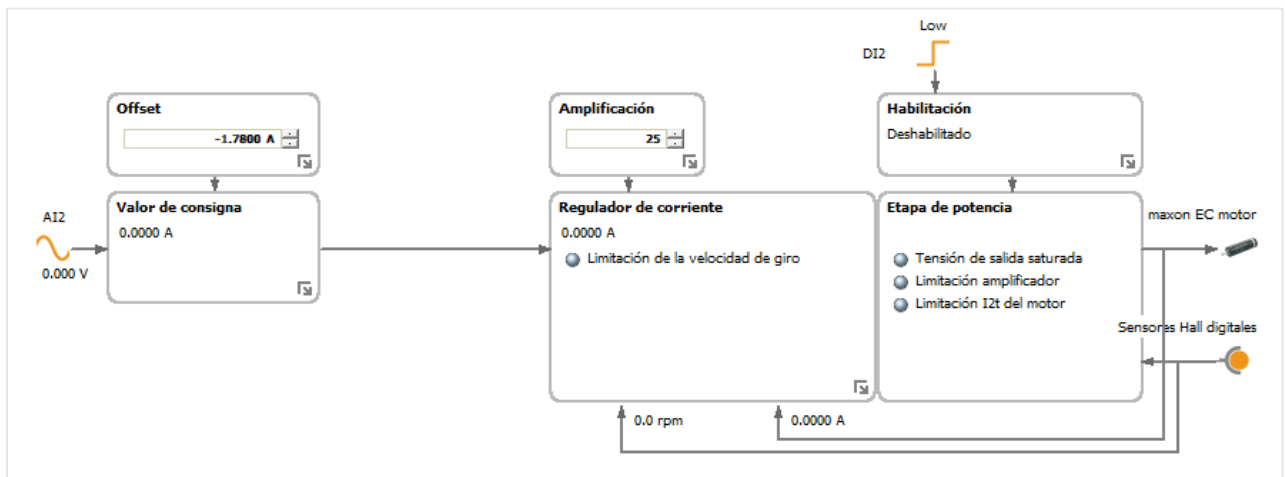 Low
DI2
Offset
-1.7800 A
Amplificación
25
Habilitación
Deshabilitado
AI2
0.000 V
Valor de consigna
0.0000 A
Regulador de corriente
0.0000 A
Limitación de la velocidad de giro
Etapa de potencia
Tensión de salida saturada
Limitación amplificador
Limitación I2t del motor
maxon EC motor
Sensores Hall digitales
0.0 rpm
0.0000 A